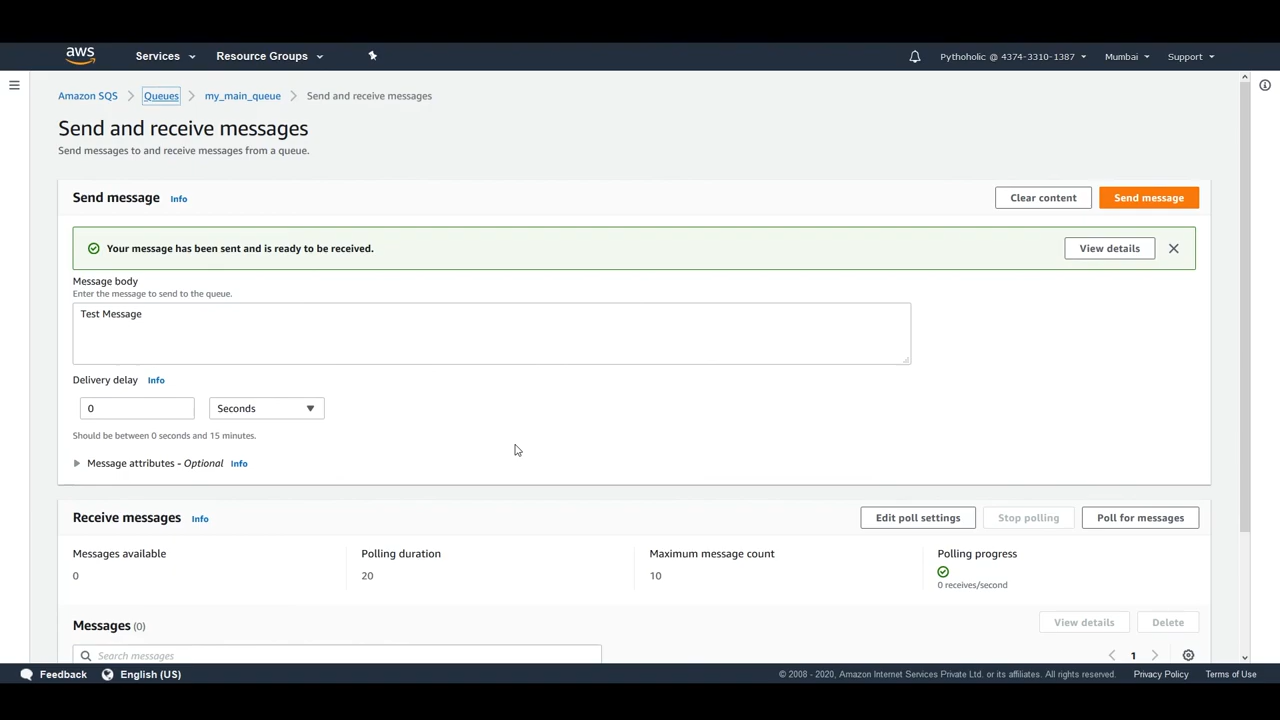 aws Services Resource Groups Pythoholic @ 4374-3310-1387 Mumbai Support
Amazon SQS Queues my_main_queue Send and receive messages
Send and receive messages
Send messages to and receive messages from a queue.
Send message Info Clear content Send message
Your message has been sent and is ready to be received. View details
Message body
Enter the message to send to the queue.
Test Message
Delivery delay Info
0 Seconds
Should be between 0 seconds and 15 minutes.
Message attributes - Optional Info
Receive messages Info Edit poll settings Stop polling Poll for messages
Messages available Polling duration Maximum message count Polling progress
0 20 10
0 receives/second
Messages (0) View details Delete
Search messages 1
Feedback English (US) © 2008 - 2020, Amazon Internet Services Private Ltd. or its affiliates. All rights reserved. Privacy Policy Terms of Use